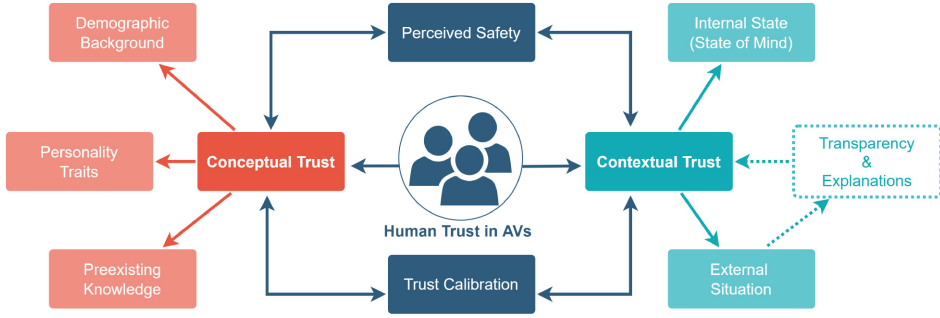 Demographic
Background
Perceived Safety
Internal State
(State of Mind)
Personality
Traits
Conceptual Trust
Contextual Trust
Transparency
&
Explanations
Human Trust in AVs
Preexisting
Knowledge
Trust Calibration
External
Situation